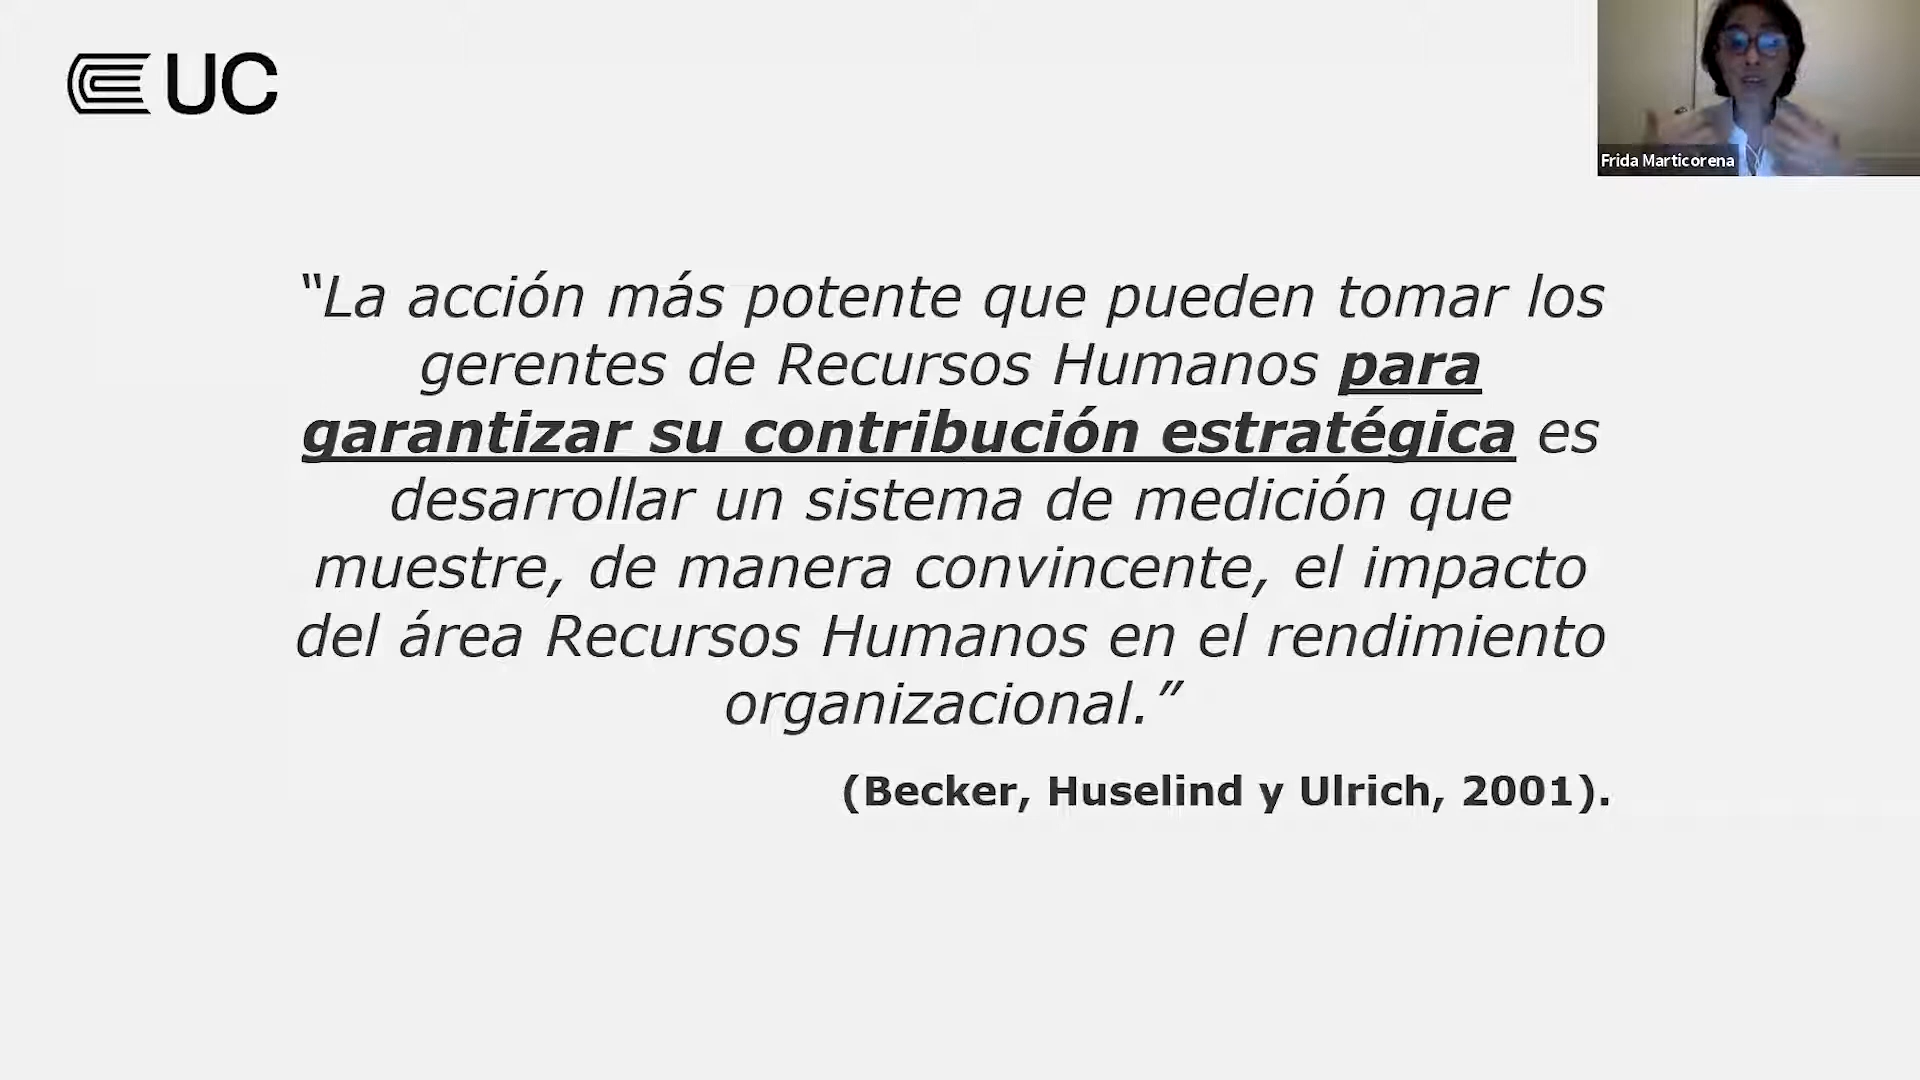 UC
Frida Marticorena
“La acción más potente que pueden tomar los
gerentes de Recursos Humanos para
garantizar su contribución estratégica es
desarrollar un sistema de medición que
muestre, de manera convincente, el impacto
del área Recursos Humanos en el rendimiento
organizacional.”
(Becker, Huselind y Ulrich, 2001).